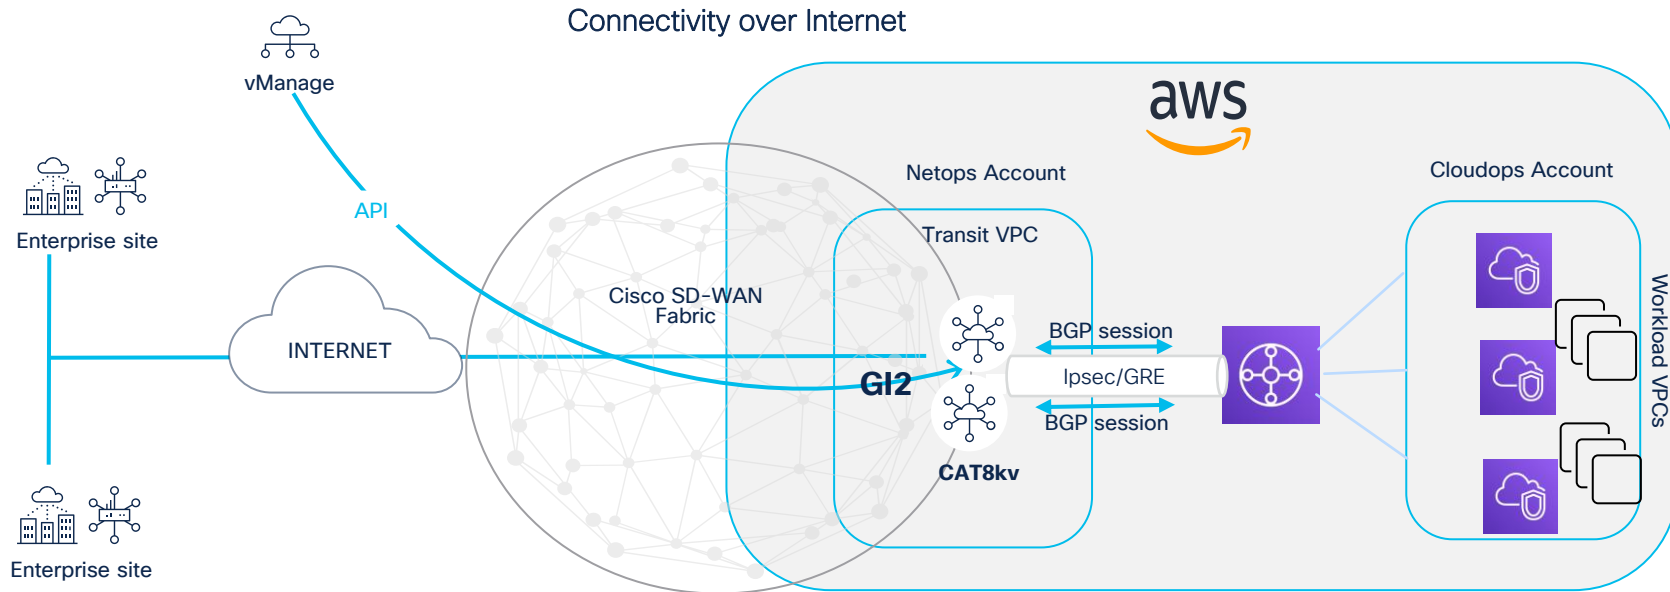 Connectivity over Internet
vManage
aws
Netops Account
Cloudops Account
API
Enterprise site
Transit VPC
Cisco SD-WAN
Fabric
INTERNET
GI2
BGP session
Ipsec/GRE
BGP session
CAT8kv
Workload VPCs
Enterprise site